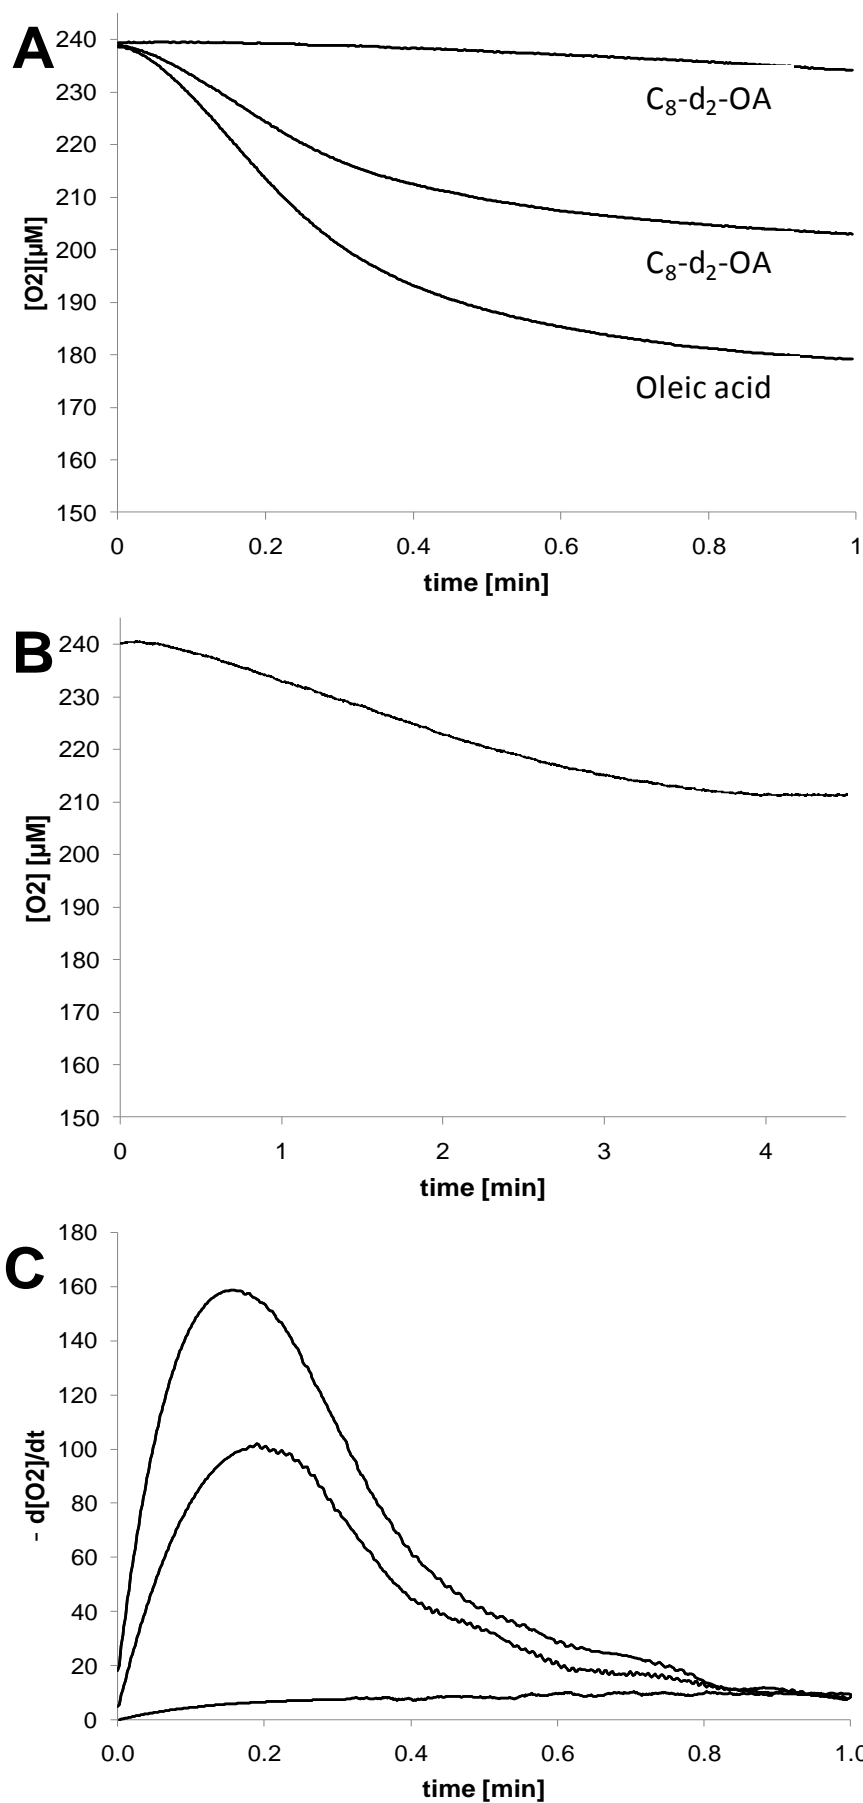 A
240
230
220
210
200
190
180
170
160
150
[O2][µM]
C8-d2-OA
C8-d2-OA
Oleic acid
0 0.2 0.4 0.6 0.8 1
time [min]
B
240
230
220
210
200
190
180
170
160
150
[O2] [µM]
0 1 2 3 4
time [min]
C
180
160
140
120
100
80
60
40
20
0
- d[O2]/dt
0.0 0.2 0.4 0.6 0.8 1.0
time [min]